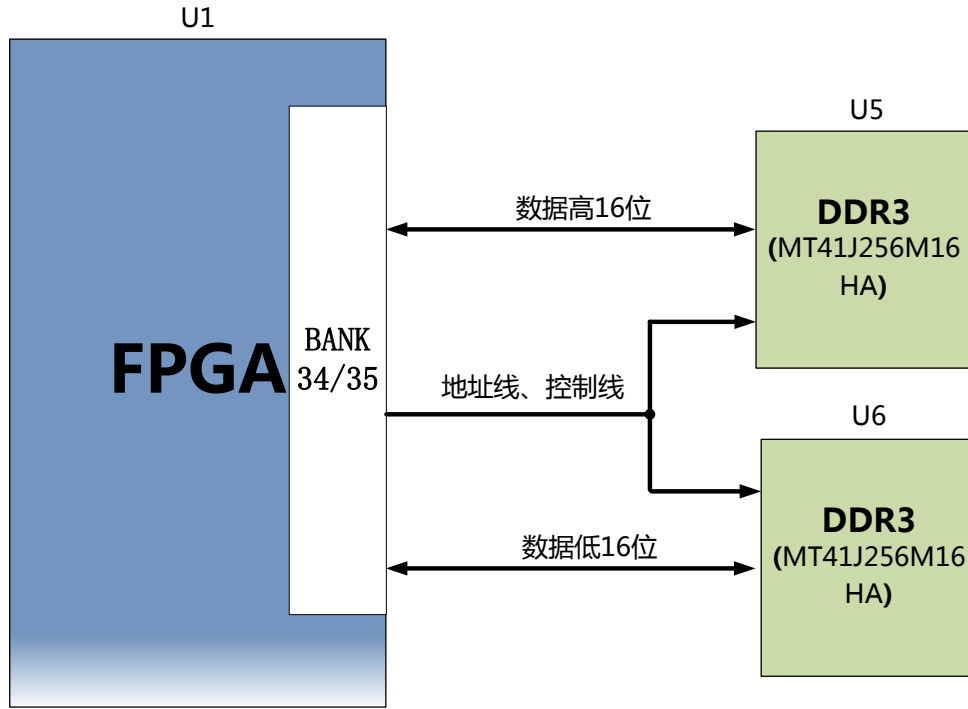 U1
U5
数据高16位
DDR3
(MT41J256M16
HA)
FPGA
BANK
34/35
地址线、控制线
U6
数据低16位
DDR3
(MT41J256M16
HA)